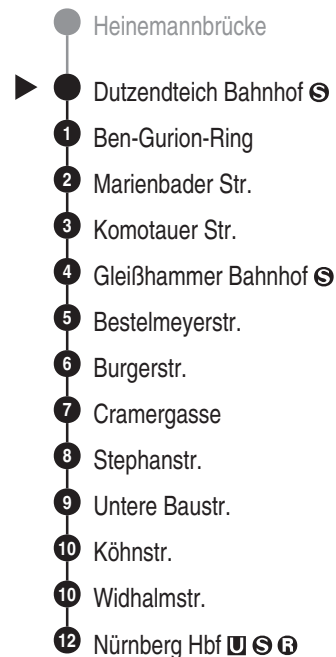 Heinemannbrücke
Dutzendteich Bahnhof S
1 Ben-Gurion-Ring
2 Marienbader Str.
3 Komotauer Str.
4 Gleißhammer Bahnhof S
5 Bestelmeyerstr.
6 Burgerstr.
7 Cramergasse
8 Stephanstr.
9 Untere Baustr.
10 Köhnstr.
10 Widhalmstr.
12 Nürnberg Hbf U S R